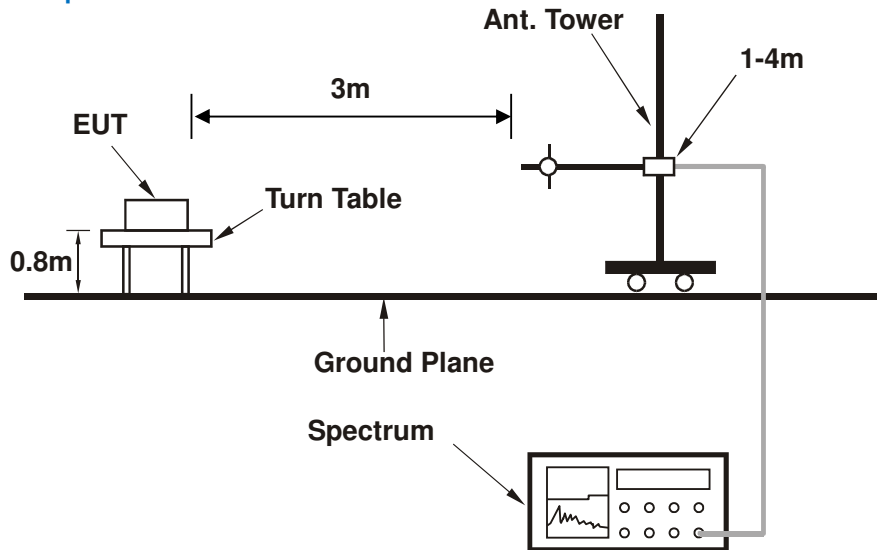 Ant. Tower
1-4m
3m
EUT
Turn Table
0.8m
Ground Plane
Spectrum